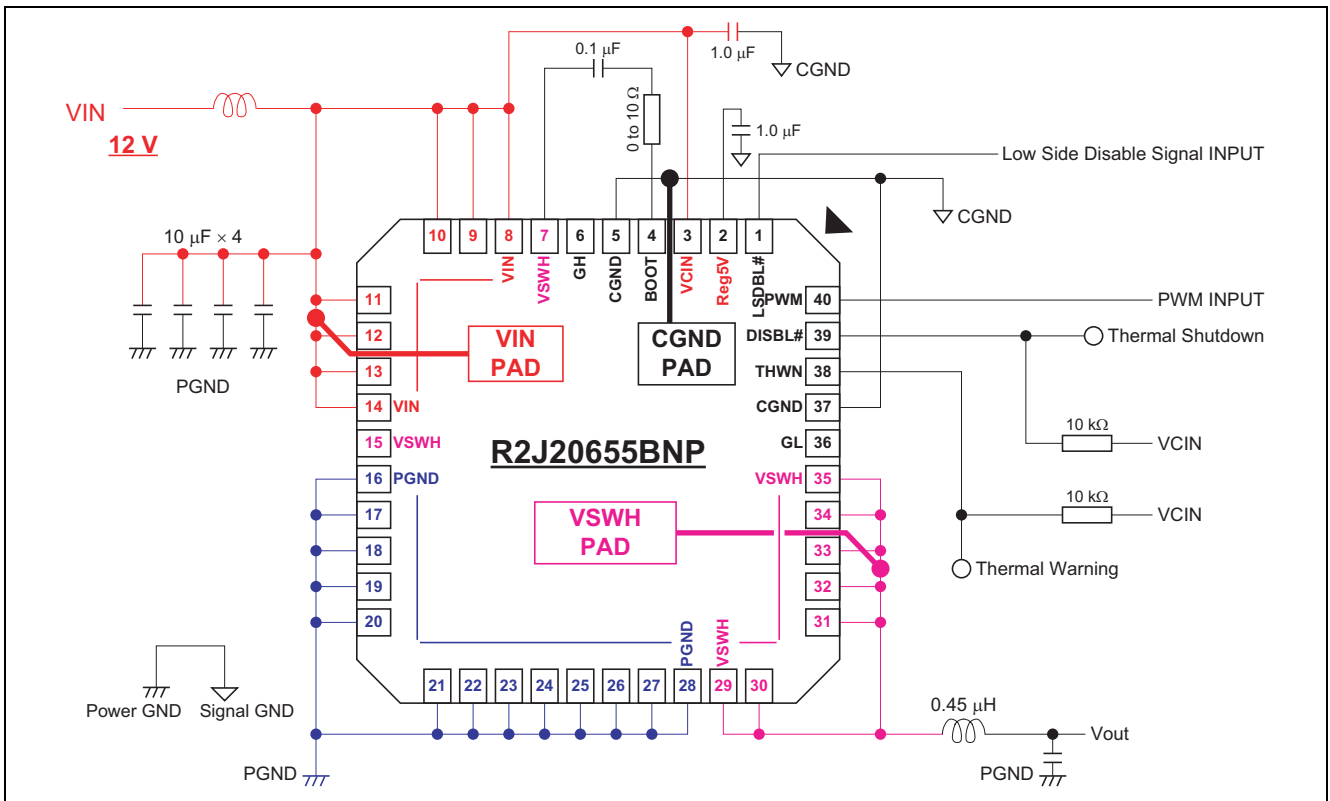 0.1 μF
1.0 μF
CGND
VIN
12 V
0 to 10 Ω
1.0 μF
Low Side Disable Signal INPUT
CGND
10 μF × 4
PGND
10
9
8
7
6
5
4
3
2
1
VIN
VSWH
GH
CGND
BOOT
VCIN
Reg5V
LSDBL#
11
12
13
14
VIN
15
VSWH
16
PGND
17
18
19
20
VIN
PAD
CGND
PAD
R2J20655BNP
VSWH
PAD
PWM
40
PWM INPUT
DISBL#
39
Thermal Shutdown
THWN
38
CGND
37
10 kΩ
VCIN
GL
36
VSWH
35
34
10 kΩ
VCIN
33
32
Thermal Warning
31
PGND
VSWH
21
22
23
24
25
26
27
28
29
30
Power GND
Signal GND
PGND
0.45 μH
Vout
PGND